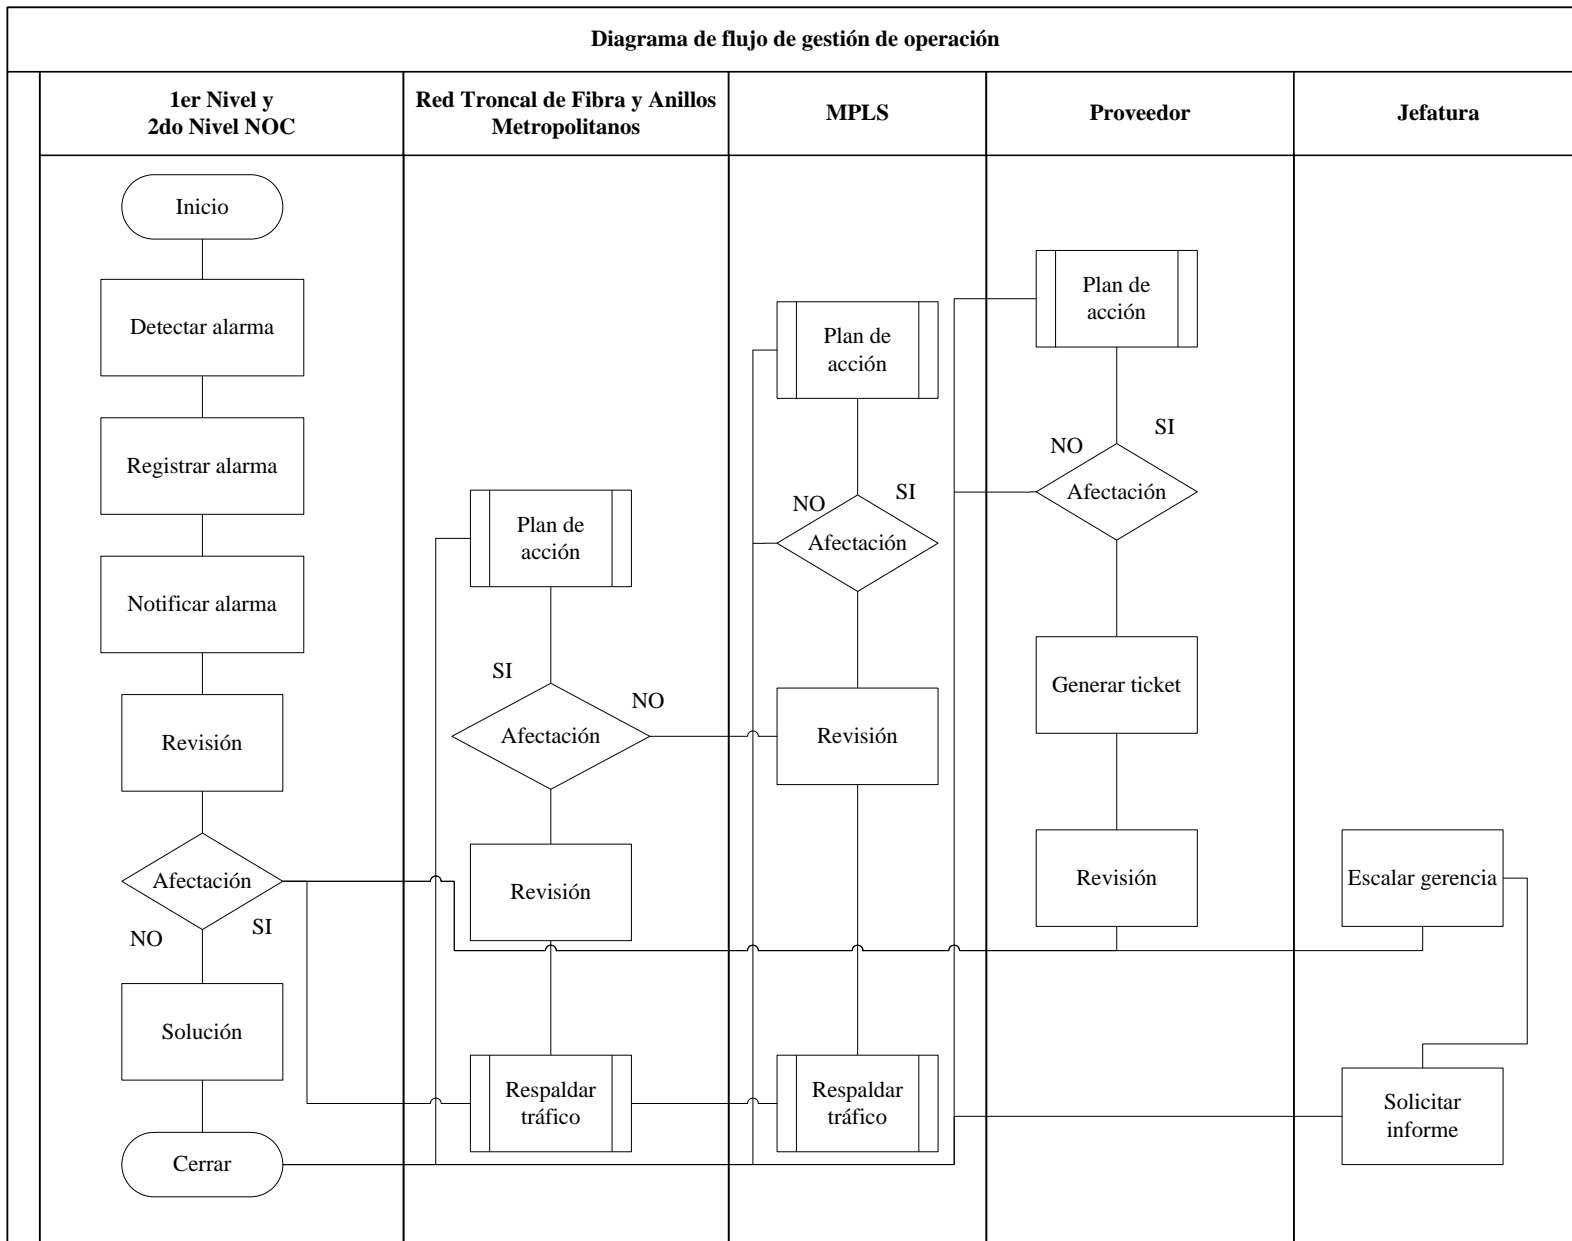 Diagrama de flujo de gestión de operación
1er Nivel y
2do Nivel NOC
Red Troncal de Fibra y Anillos
Metropolitanos
MPLS
Proveedor
Jefatura
Inicio
Detectar alarma
Registrar alarma
Notificar alarma
Revisión
Afectación
NO
SI
Solución
Cerrar
Plan de
acción
SI
NO
Afectación
Revisión
Respaldar
tráfico
Plan de
acción
NO
SI
Afectación
Revisión
Respaldar
tráfico
Plan de
acción
NO
SI
Afectación
Generar ticket
Revisión
Escalar gerencia
Solicitar
informe